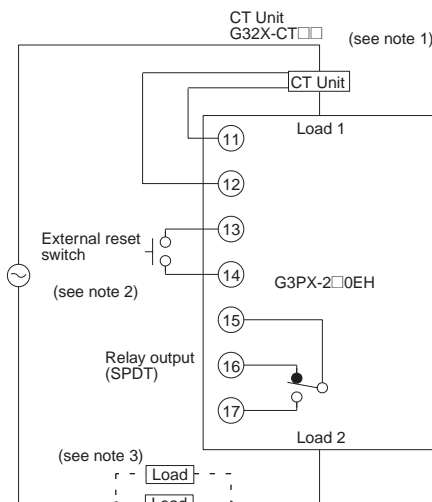 CT Unit
G32X-CT□□
(see note 1)
CT Unit
Load 1
11
12
13
External reset
switch
14
(see note 2)
G3PX-2□0EH
15
Relay output
(SPDT)
16
17
Load 2
(see note 3)
Load
Load